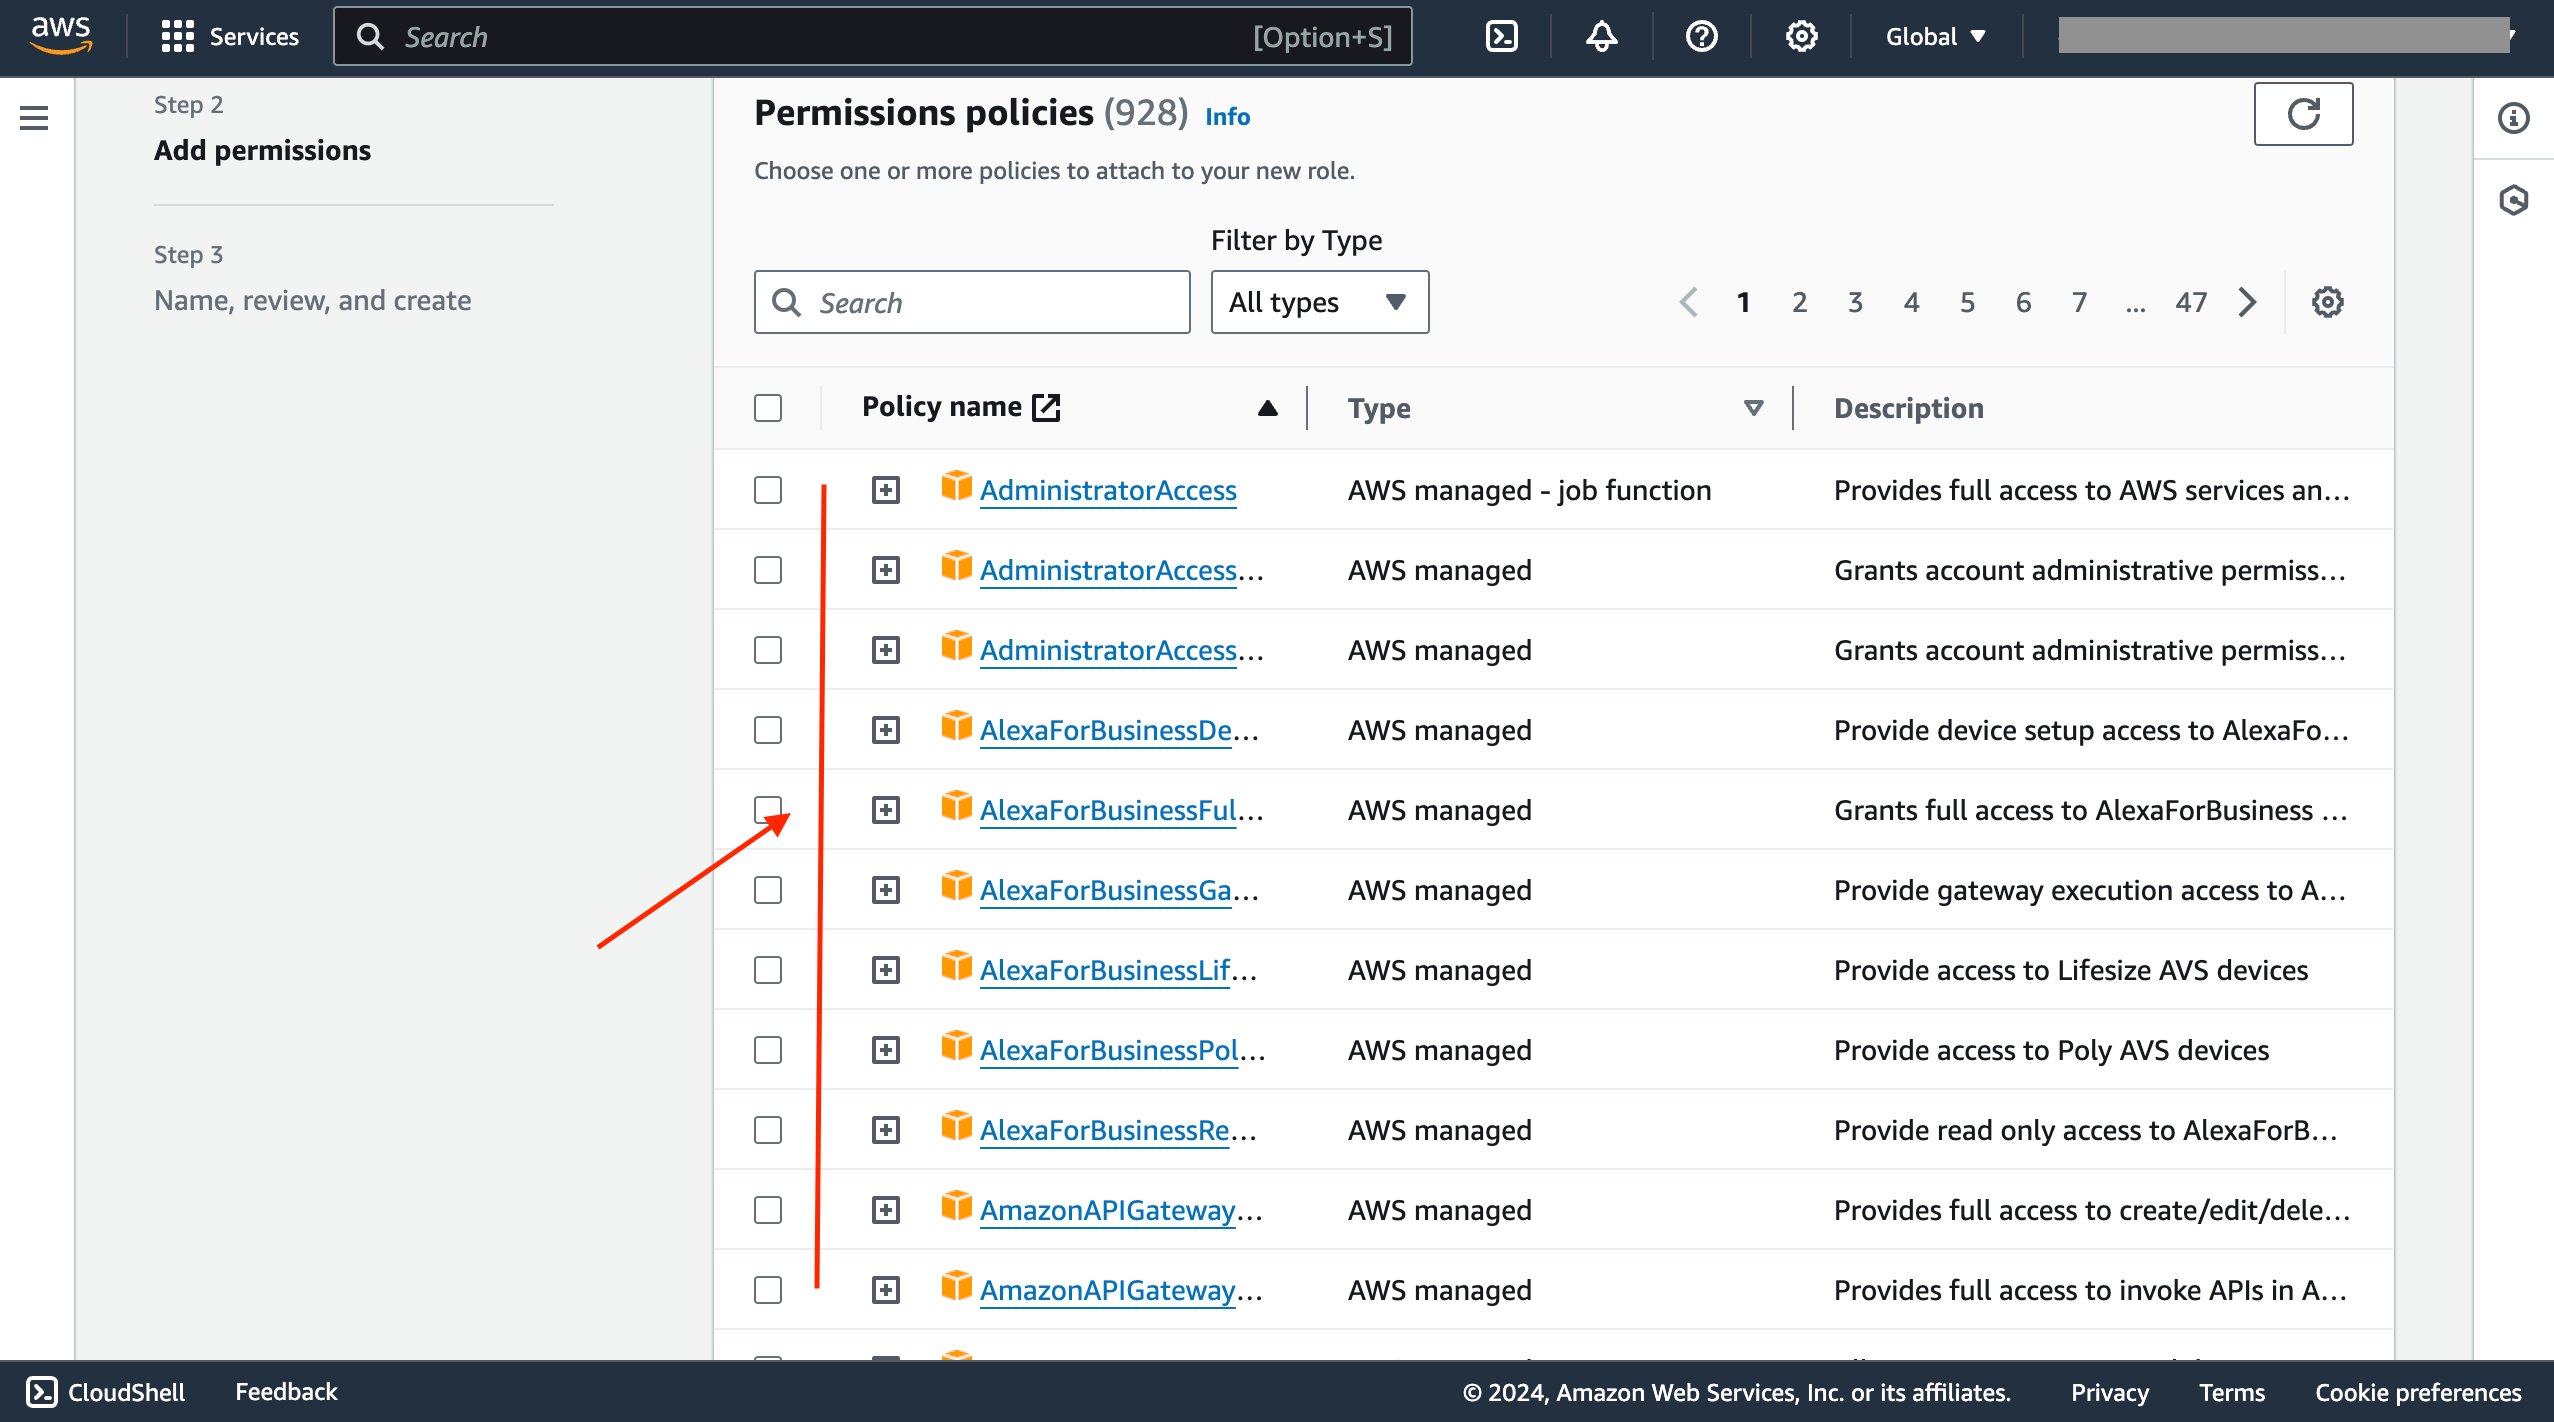 aws Services Search [Option+S] Global
Step 2
Add permissions
Step 3
Name, review, and create
Permissions policies (928) Info
Choose one or more policies to attach to your new role.
Filter by Type
Search All types 1 2 3 4 5 6 7 ... 47
Policy name Type Description
AdministratorAccess AWS managed - job function Provides full access to AWS services an…
AdministratorAccess… AWS managed Grants account administrative permiss…
AdministratorAccess… AWS managed Grants account administrative permiss…
AlexaForBusinessDe… AWS managed Provide device setup access to AlexaFo…
AlexaForBusinessFul… AWS managed Grants full access to AlexaForBusiness …
AlexaForBusinessGa… AWS managed Provide gateway execution access to A…
AlexaForBusinessLif… AWS managed Provide access to Lifesize AVS devices
AlexaForBusinessPol… AWS managed Provide access to Poly AVS devices
AlexaForBusinessRe… AWS managed Provide read only access to AlexaForB…
AmazonAPIGateway… AWS managed Provides full access to create/edit/dele…
AmazonAPIGateway… AWS managed Provides full access to invoke APIs in A…
CloudShell Feedback © 2024, Amazon Web Services, Inc. or its affiliates. Privacy Terms Cookie preferences